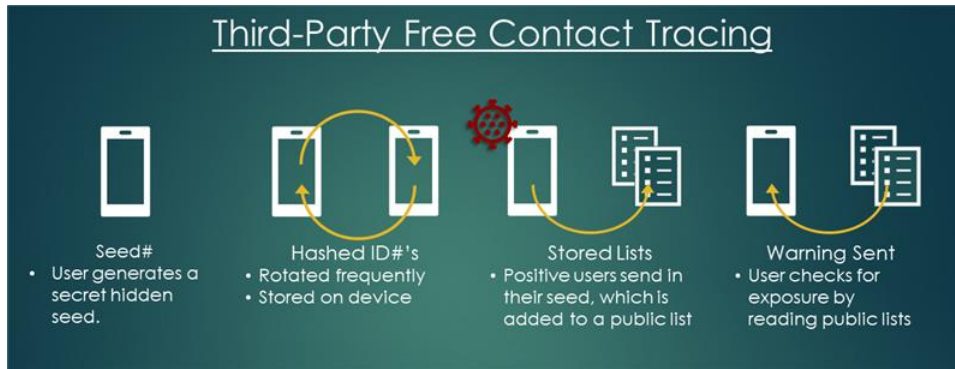 Third-Party Free Contact Tracing
Seed#
• User generates a
secret hidden
seed.
Hashed ID#'s
• Rotated frequently
• Stored on device
Stored Lists
• Positive users send in
their seed, which is
added to a public list
Warning Sent
• User checks for
exposure by
reading public lists